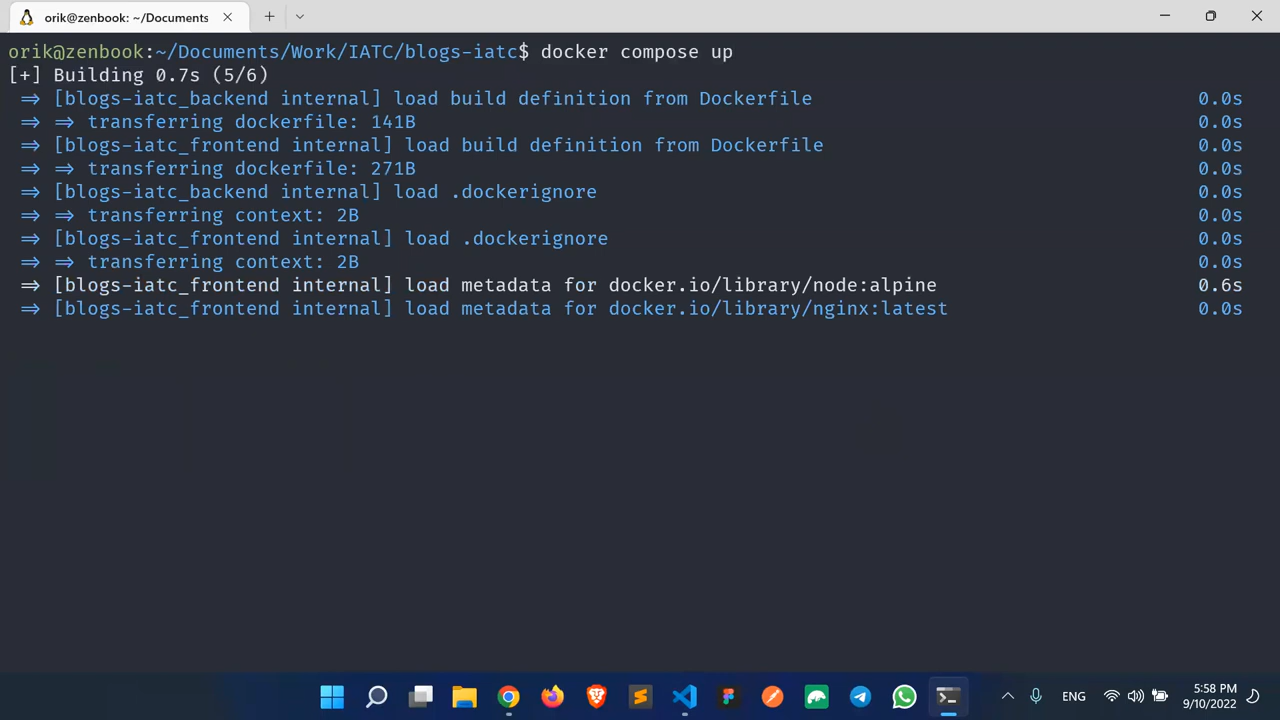 orik@zenbook: ~/Documents
orik@zenbook:~/Documents/Work/IATC/blogs-iatc$ docker compose up
[+] Building 0.7s (5/6)
=> [blogs-iatc_backend internal] load build definition from Dockerfile 0.0s
=> => transferring dockerfile: 141B 0.0s
=> [blogs-iatc_frontend internal] load build definition from Dockerfile 0.0s
=> => transferring dockerfile: 271B 0.0s
=> [blogs-iatc_backend internal] load .dockerignore 0.0s
=> => transferring context: 2B 0.0s
=> [blogs-iatc_frontend internal] load .dockerignore 0.0s
=> => transferring context: 2B 0.0s
=> [blogs-iatc_frontend internal] load metadata for docker.io/library/node:alpine 0.6s
=> [blogs-iatc_frontend internal] load metadata for docker.io/library/nginx:latest 0.0s
ENG
5:58 PM
9/10/2022